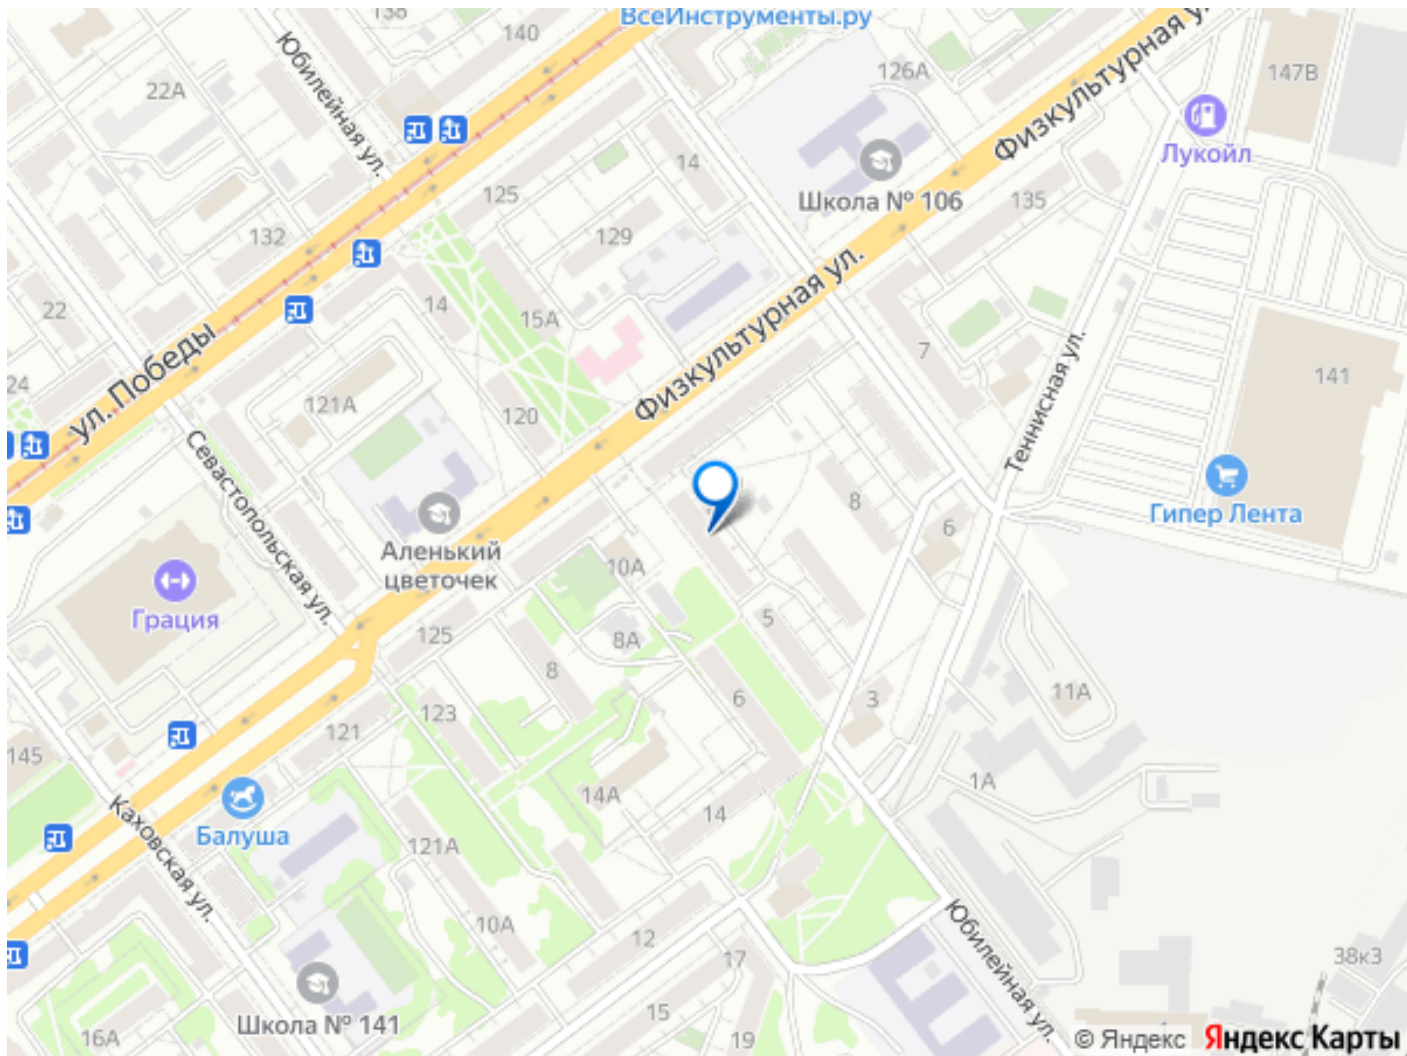 138
ВсеИнструменты.ру
140
Юбилейная ул.
126А
Физкультурная ул.
147В
22А
Лукойл
14
125
Школа № 106
135
132
129
14
15А
22
Физкультурная ул.
7
ул. Победы
141
24
121А
120
Теннисная ул.
Севастопольская ул.
8
Гипер Лента
6
Аленький
цветочек
10А
Грация
125
8А
5
8
6
3
11А
123
121
145
14А
14
1А
Балуша
Каховская ул.
121А
10А
12
Юбилейная ул.
17
38к3
15
Школа № 141
16А
19
© Яндекс Яндекс Карты